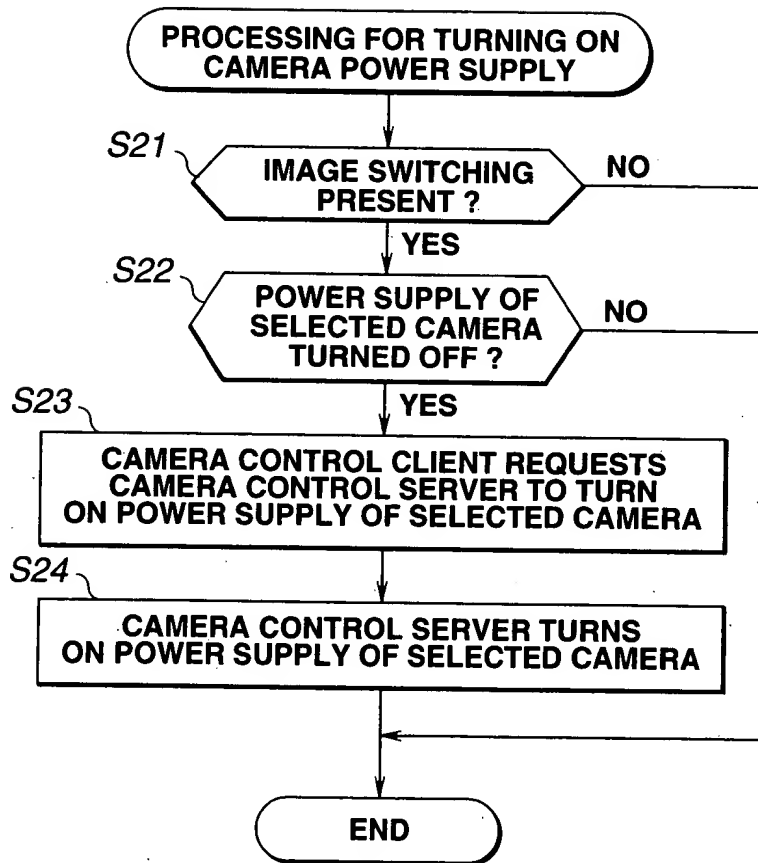 PROCESSING FOR TURNING ON
CAMERA POWER SUPPLY
S21
IMAGE SWITCHING
PRESENT ?
NO
YES
S22
POWER SUPPLY OF
SELECTED CAMERA
TURNED OFF ?
NO
YES
S23
CAMERA CONTROL CLIENT REQUESTS
CAMERA CONTROL SERVER TO TURN
ON POWER SUPPLY OF SELECTED CAMERA
S24
CAMERA CONTROL SERVER TURNS
ON POWER SUPPLY OF SELECTED CAMERA
END